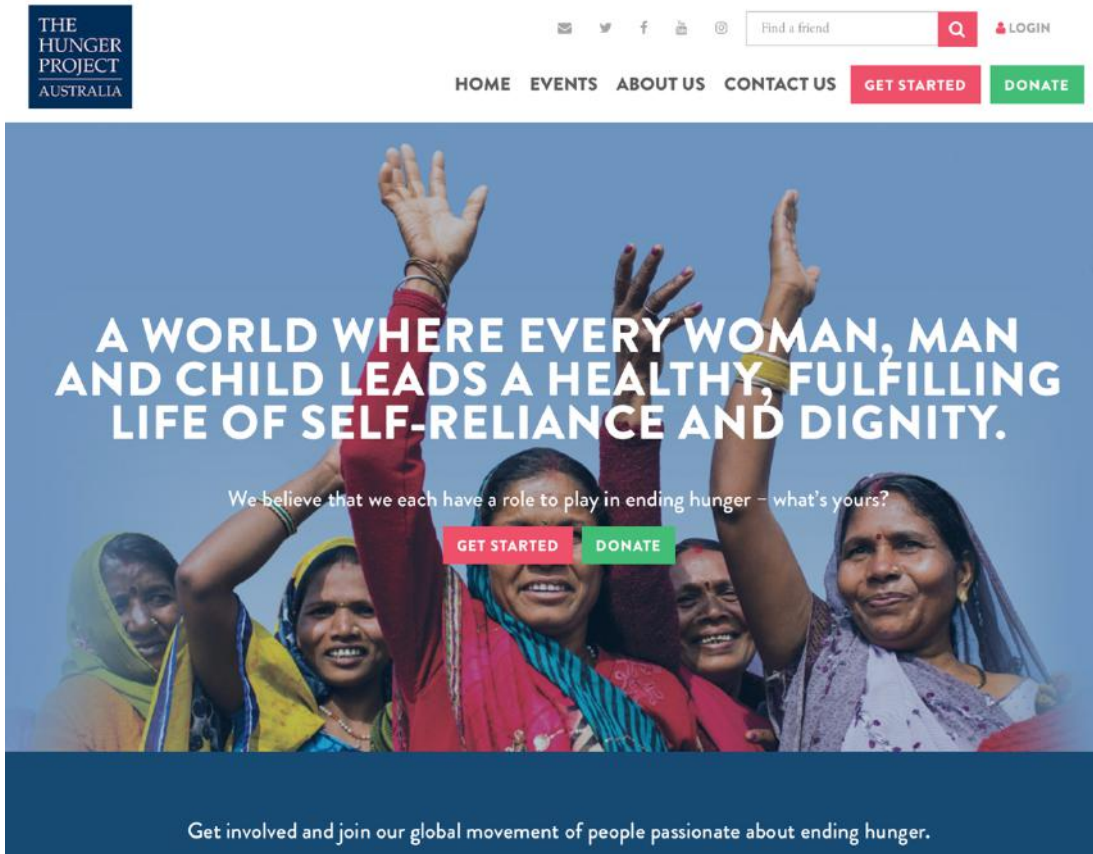 THE
HUNGER
PROJECT
AUSTRALIA
Find a friend
LOGIN
HOME EVENTS ABOUT US CONTACT US GET STARTED DONATE
A WORLD WHERE EVERY WOMAN, MAN
AND CHILD LEADS A HEALTHY, FULFILLING
LIFE OF SELF-RELIANCE AND DIGNITY.
We believe that we each have a role to play in ending hunger – what's yours?
GET STARTED DONATE
Get involved and join our global movement of people passionate about ending hunger.